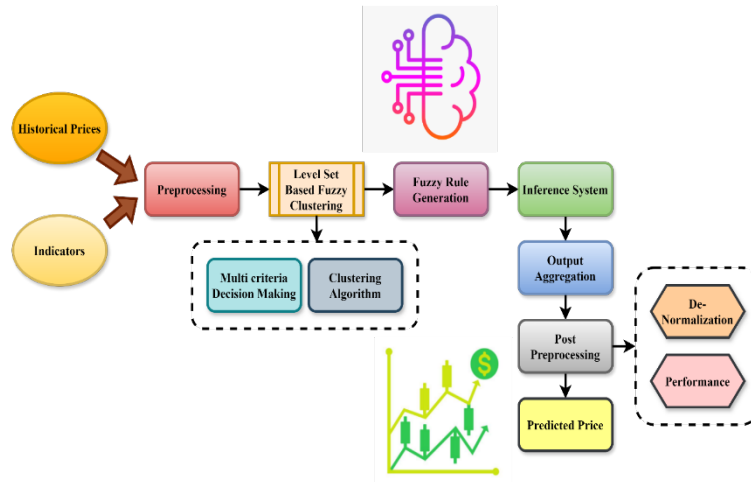 Historical Prices
Indicators
Preprocessing
Level Set
Based Fuzzy
Clustering
Fuzzy Rule
Generation
Inference System
Multi criteria
Decision Making
Clustering
Algorithm
Output
Aggregation
Post
Preprocessing
De-
Normalization
Performance
Predicted Price
$